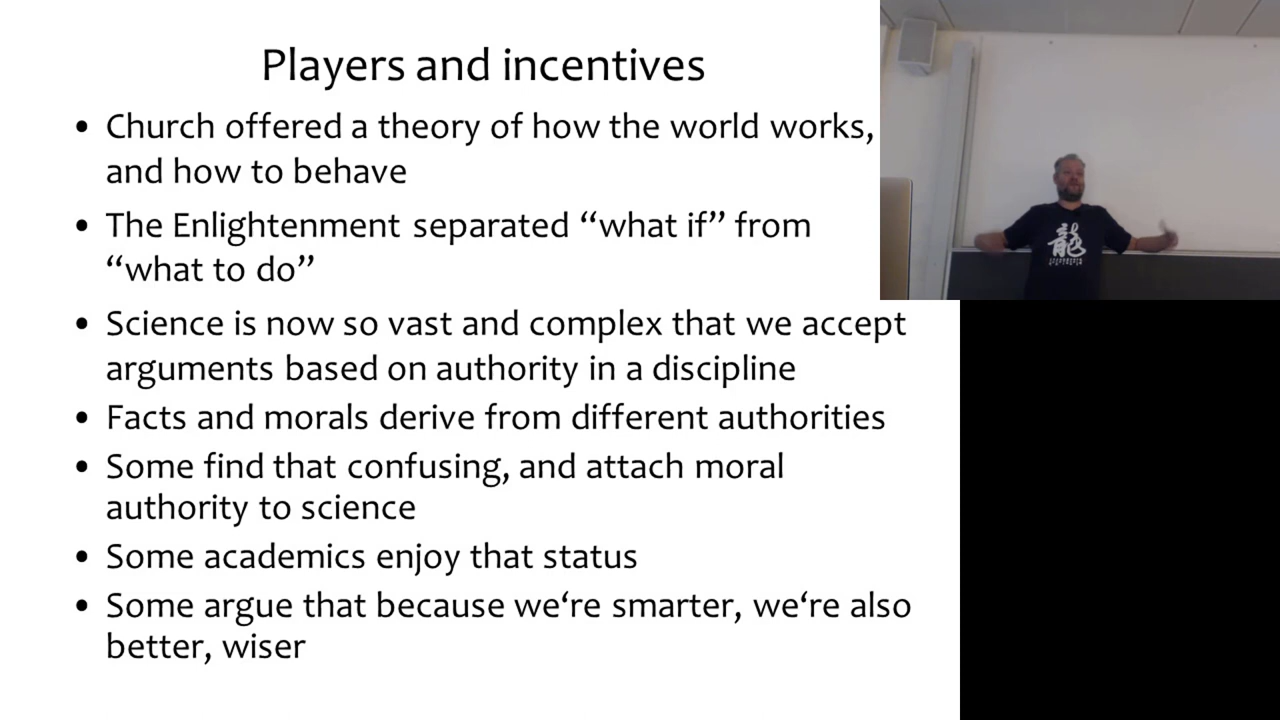 Players and incentives
• Church offered a theory of how the world works,
and how to behave
• The Enlightenment separated “what if” from
“what to do”
• Science is now so vast and complex that we accept
arguments based on authority in a discipline
• Facts and morals derive from different authorities
• Some find that confusing, and attach moral
authority to science
• Some academics enjoy that status
• Some argue that because we‘re smarter, we‘re also
better, wiser
龍